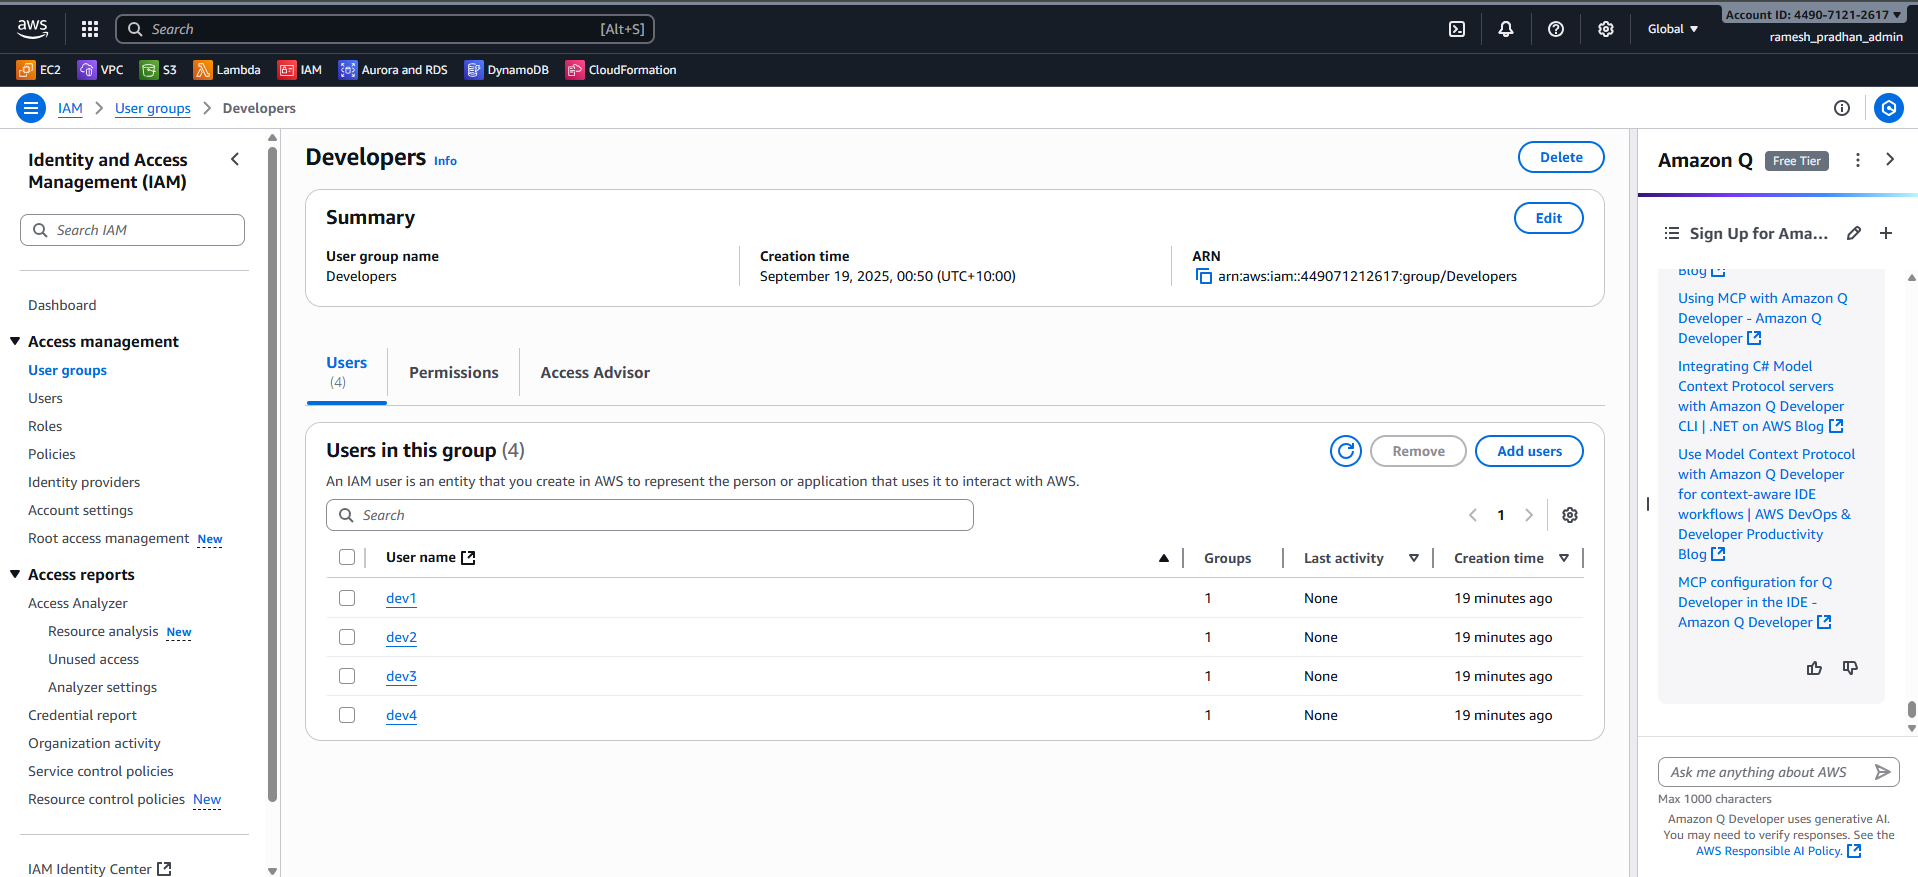 aws
Search
[Alt+S]
Global
Account ID: 4490-7121-2617
ramesh_pradhan_admin
EC2
VPC
S3
Lambda
IAM
Aurora and RDS
DynamoDB
CloudFormation
IAM
User groups
Developers
Identity and Access
Management (IAM)
Search IAM
Dashboard
Access management
User groups
Users
Roles
Policies
Identity providers
Account settings
Root access management New
Access reports
Access Analyzer
Resource analysis New
Unused access
Analyzer settings
Credential report
Organization activity
Service control policies
Resource control policies New
IAM Identity Center
Developers Info
Delete
Summary
Edit
User group name
Developers
Creation time
September 19, 2025, 00:50 (UTC+10:00)
ARN
arn:aws:iam::449071212617:group/Developers
Users
(4)
Permissions
Access Advisor
Users in this group (4)
Remove
Add users
An IAM user is an entity that you create in AWS to represent the person or application that uses it to interact with AWS.
Search
1
User name Groups Last activity Creation time
dev1 1 None 19 minutes ago
dev2 1 None 19 minutes ago
dev3 1 None 19 minutes ago
dev4 1 None 19 minutes ago
Amazon Q Free Tier
Sign Up for Ama...
Blog
Using MCP with Amazon Q
Developer - Amazon Q
Developer
Integrating C# Model
Context Protocol servers
with Amazon Q Developer
CLI | .NET on AWS Blog
Use Model Context Protocol
with Amazon Q Developer
for context-aware IDE
workflows | AWS DevOps &
Developer Productivity
Blog
MCP configuration for Q
Developer in the IDE -
Amazon Q Developer
Ask me anything about AWS
Max 1000 characters
Amazon Q Developer uses generative AI.
You may need to verify responses. See the
AWS Responsible AI Policy.